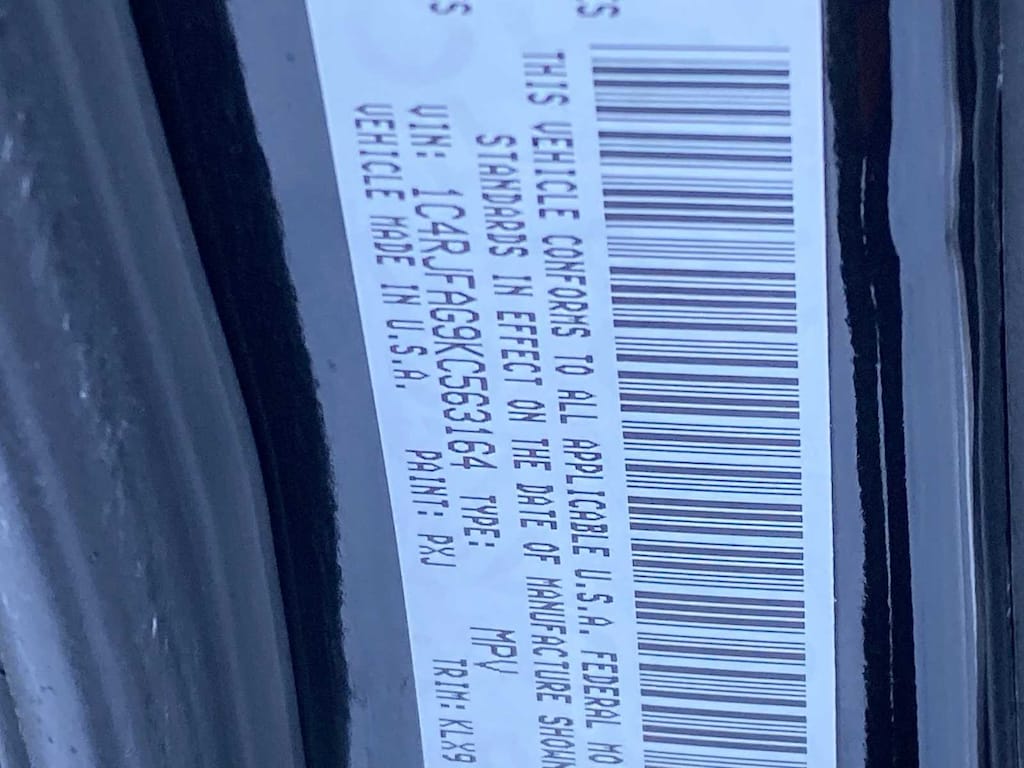 THIS VEHICLE CONFORMS TO ALL APPLICABLE U.S.A. FEDERAL MO
STANDARDS IN EFFECT ON THE DATE OF MANUFACTURE SHOWN
VIN: 1C4RJFAG9KC563164 TYPE: MPV
VEHICLE MADE IN U.S.A. PAINT: PXJ TRIM: KLX9